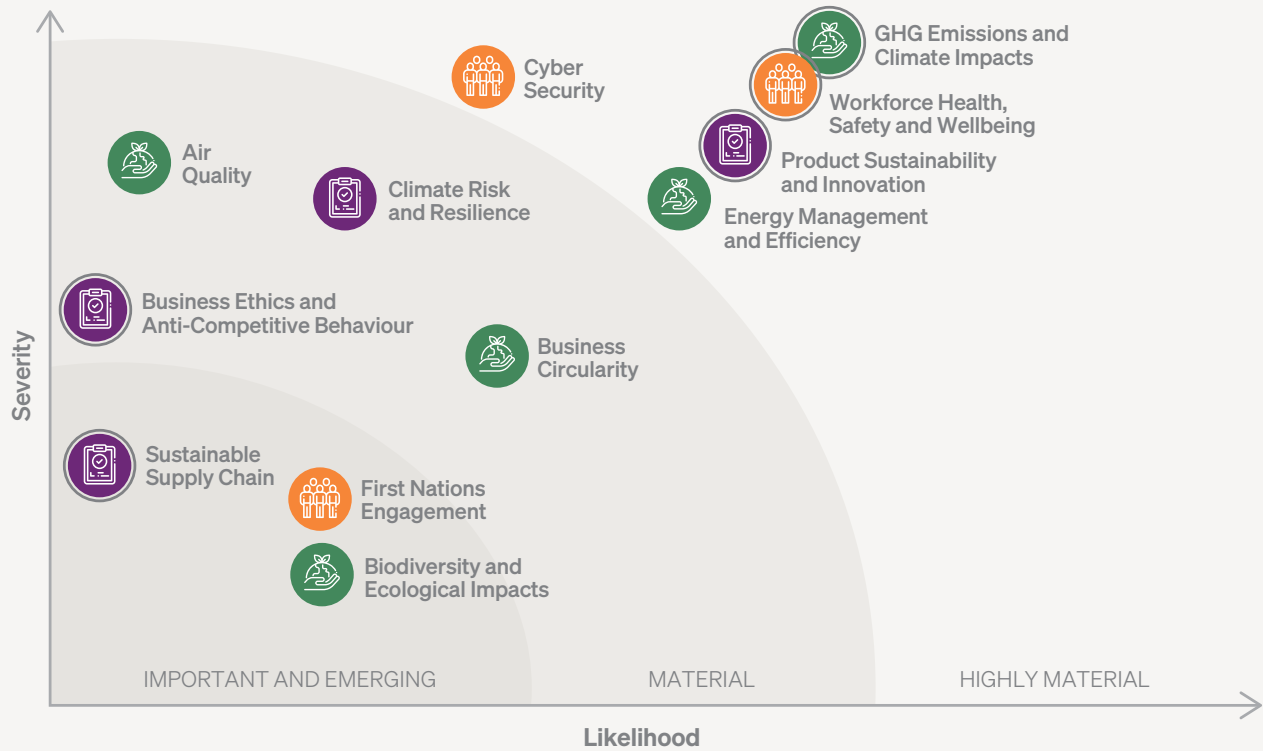 GHG Emissions and
Climate Impacts
Cyber
Security
Workforce Health,
Safety and Wellbeing
Air
Quality
Product Sustainability
and Innovation
Climate Risk
and Resilience
Energy Management
and Efficiency
Business Ethics and
Anti-Competitive Behaviour
Business
Circularity
Severity
Sustainable
Supply Chain
First Nations
Engagement
Biodiversity and
Ecological Impacts
IMPORTANT AND EMERGING
MATERIAL
HIGHLY MATERIAL
Likelihood